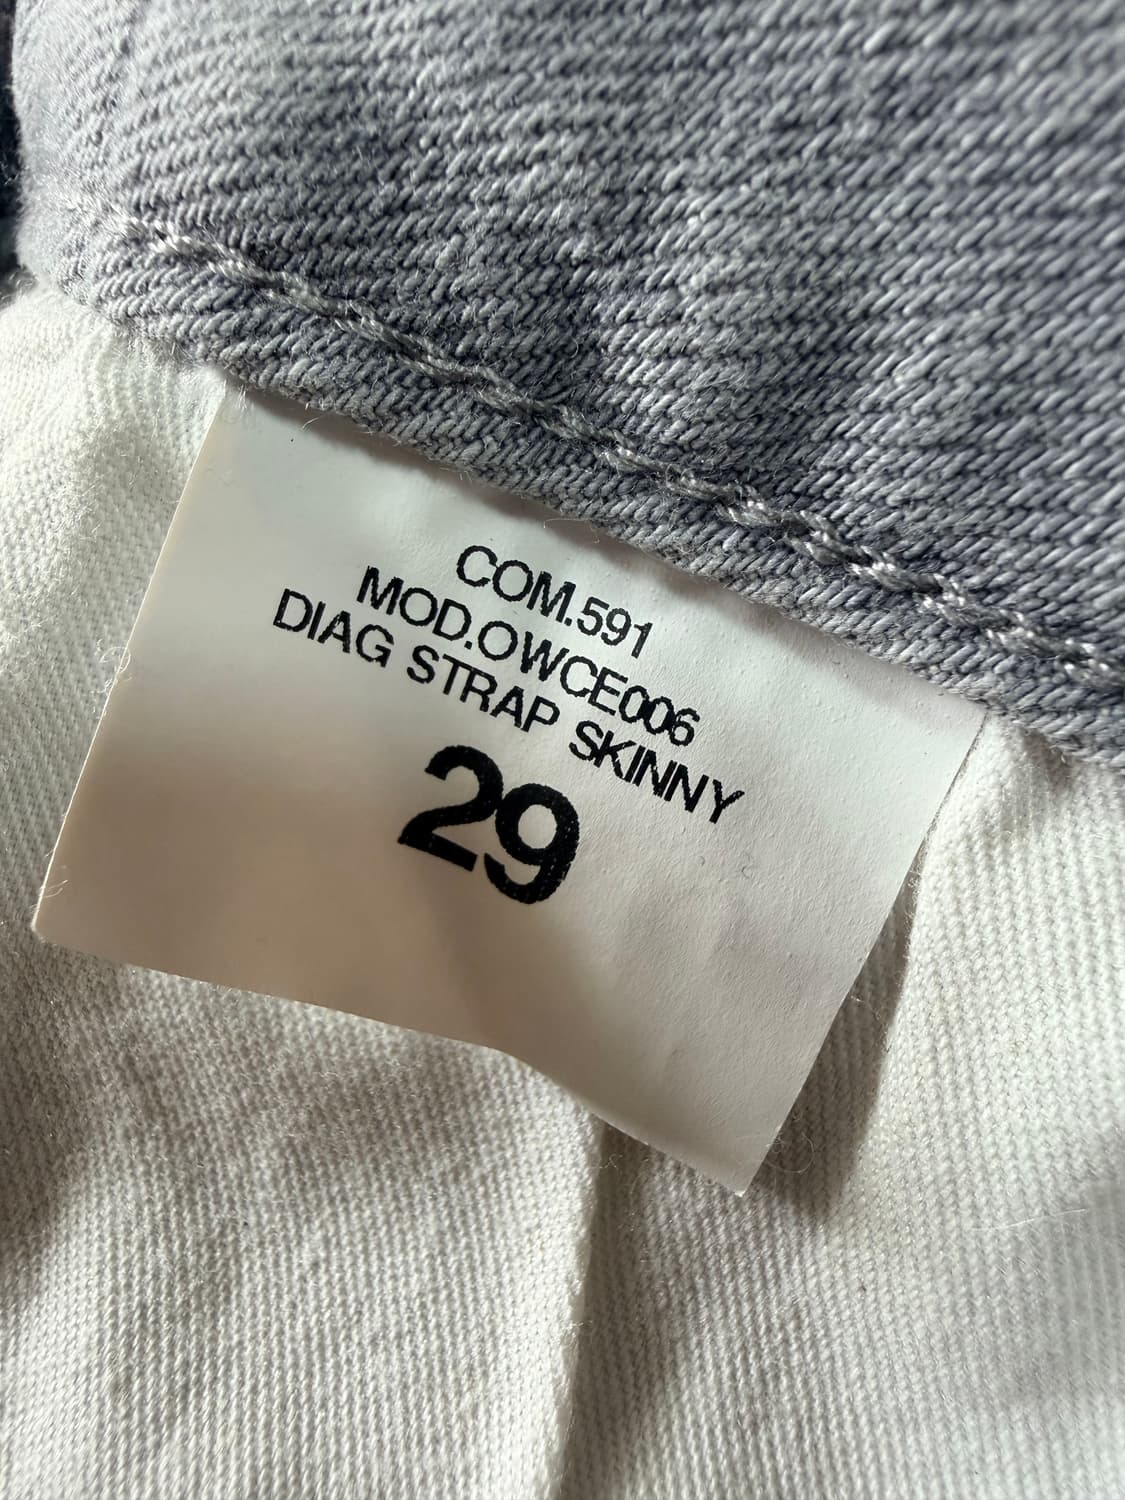 COM.591
MOD.OWCE006
DIAG STRAP SKINNY
29